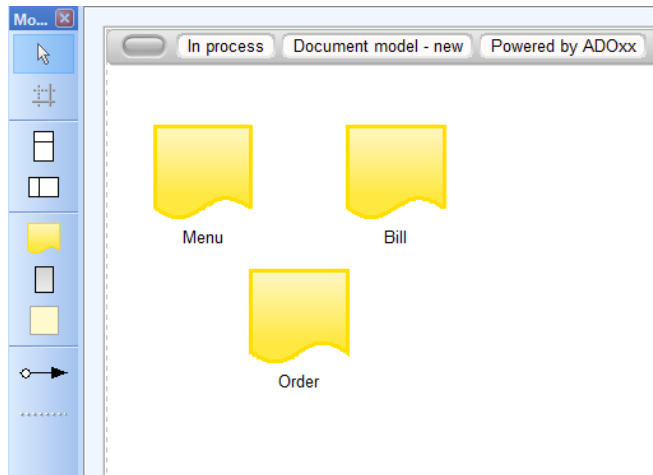 Mo...
In process
Document model - new
Powered by ADOxx
Menu
Bill
Order